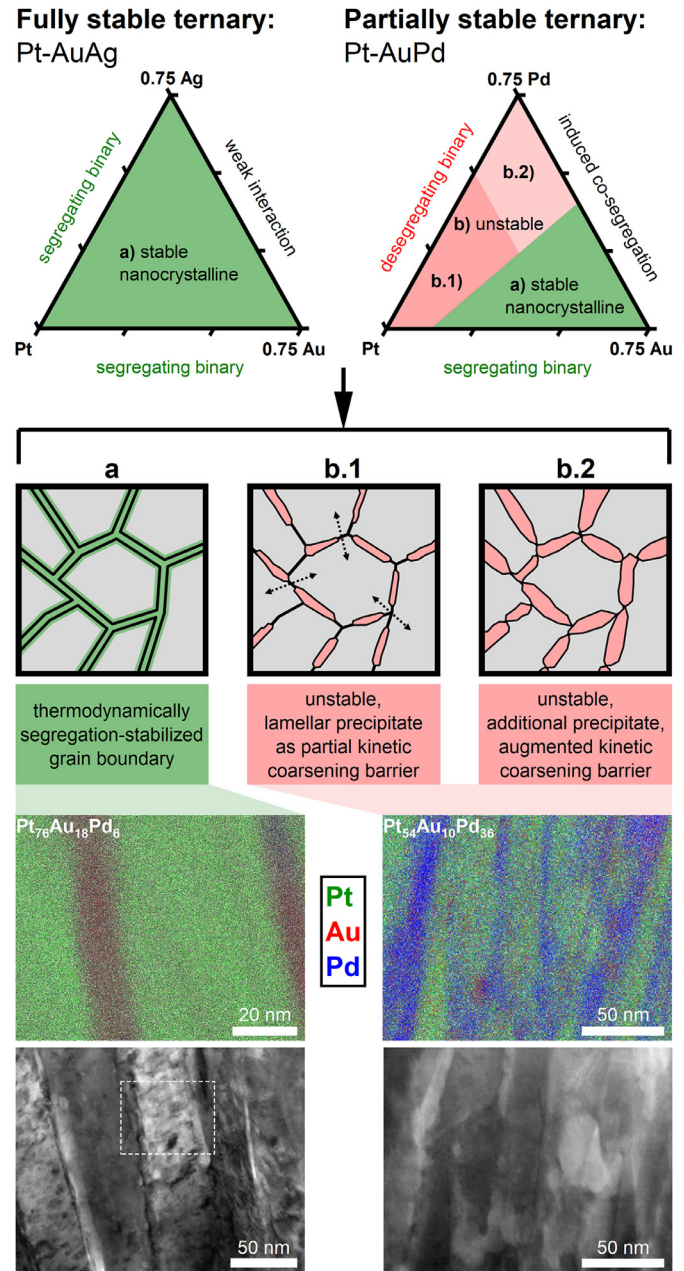 Fully stable ternary:
Pt-AuAg
Partially stable ternary:
Pt-AuPd
0.75 Ag
segregating binary
weak interaction
a) stable
nanocrystalline
Pt
0.75 Au
segregating binary
0.75 Pd
desegregating binary
induced co-segregation
b.2)
b) unstable
b.1)
a) stable
nanocrystalline
Pt
0.75 Au
segregating binary
a
b.1
b.2
thermodynamically
segregation-stabilized
grain boundary
unstable,
lamellar precipitate
as partial kinetic
coarsening barrier
unstable,
additional precipitate,
augmented kinetic
coarsening barrier
Pt76Au18Pd6
20 nm
Pt
Au
Pd
Pt54Au10Pd36
50 nm
50 nm
50 nm